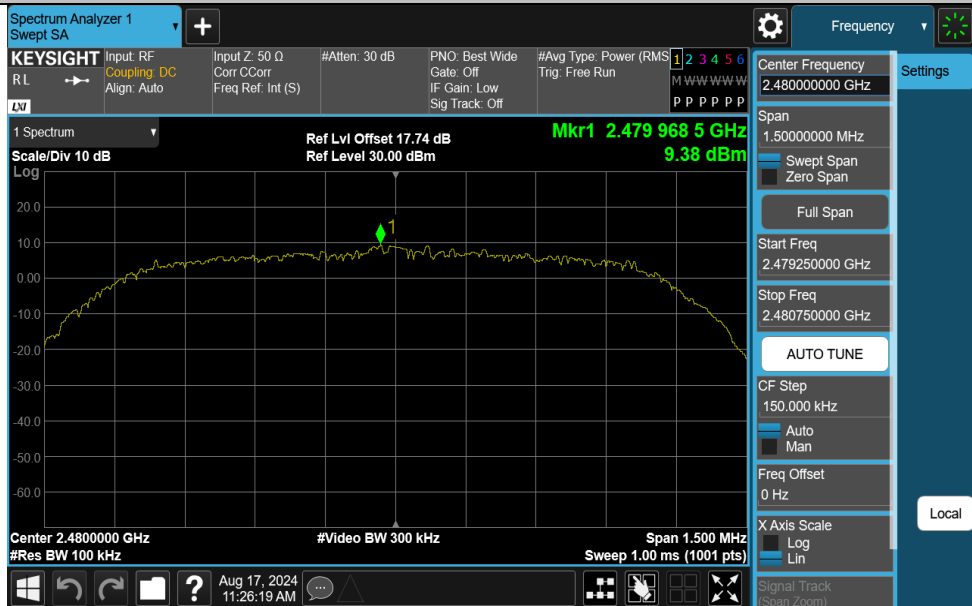 Spectrum Analyzer 1
Swept SA
+
Frequency
KEYSIGHT
R L
LXI
Input: RF
Coupling: DC
Align: Auto
Input Z: 50 Ω
Corr CCorr
Freq Ref: Int (S)
#Atten: 30 dB
PNO: Best Wide
Gate: Off
IF Gain: Low
Sig Track: Off
#Avg Type: Power (RMS
Trig: Free Run
1 2 3 4 5 6
M W W W W W
P P P P P P
Center Frequency
2.480000000 GHz
Settings
Span
1.50000000 MHz
Swept Span
Zero Span
Full Span
Start Freq
2.479250000 GHz
Stop Freq
2.480750000 GHz
AUTO TUNE
CF Step
150.000 kHz
Auto
Man
Freq Offset
0 Hz
X Axis Scale
Log
Lin
Signal Track
(Span Zoom)
Local
1 Spectrum
Scale/Div 10 dB
Log
Ref Lvl Offset 17.74 dB
Ref Level 30.00 dBm
Mkr1 2.479 968 5 GHz
9.38 dBm
1
20.0
10.0
0.00
-10.0
-20.0
-30.0
-40.0
-50.0
-60.0
Center 2.4800000 GHz
#Video BW 300 kHz
Span 1.500 MHz
#Res BW 100 kHz
Sweep 1.00 ms (1001 pts)
?
Aug 17, 2024
11:26:19 AM